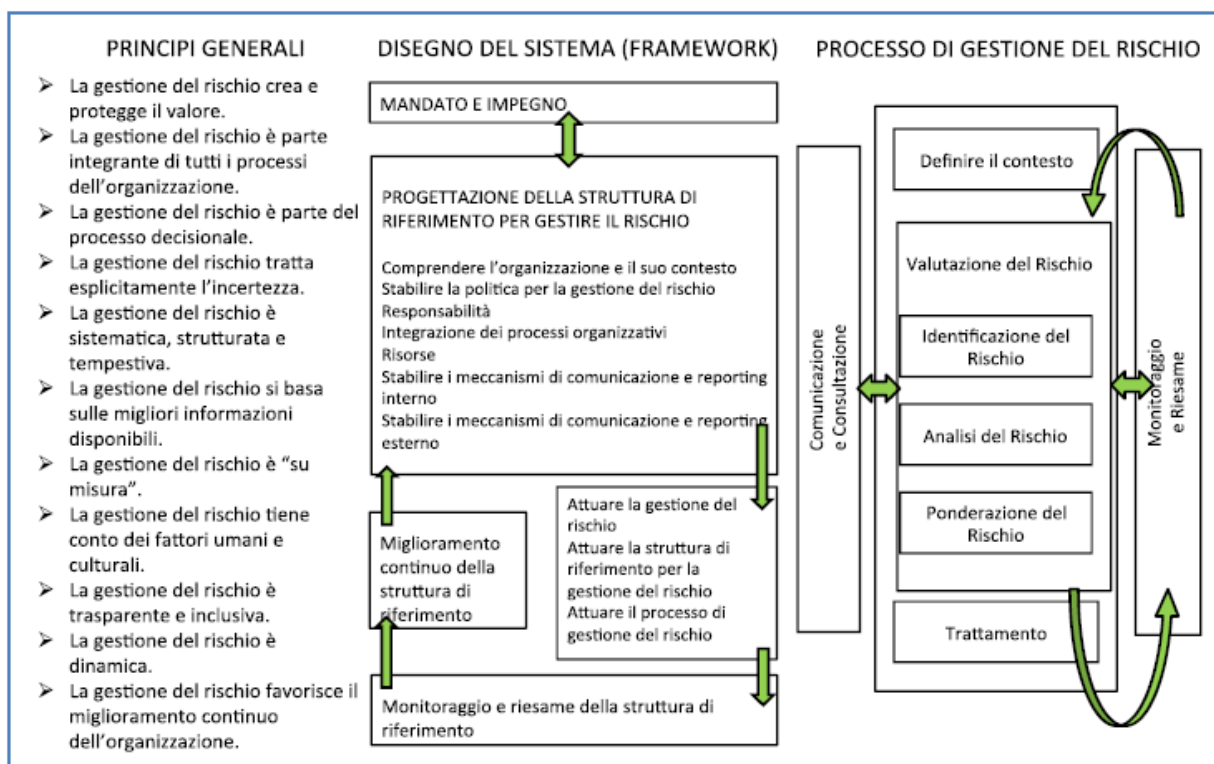 PRINCIPI GENERALI
La gestione del rischio crea e
protegge il valore.
La gestione del rischio è parte
integrante di tutti i processi
dell'organizzazione.
La gestione del rischio è parte del
processo decisionale.
La gestione del rischio tratta
esplicitamente l'incertezza.
La gestione del rischio è
sistematica, strutturata e
tempestiva.
La gestione del rischio si basa
sulle migliori informazioni
disponibili.
La gestione del rischio è “su
misura”.
La gestione del rischio tiene
conto dei fattori umani e
culturali.
La gestione del rischio è
trasparente e inclusiva.
La gestione del rischio è
dinamica.
La gestione del rischio favorisce il
miglioramento continuo
dell'organizzazione.
DISEGNO DEL SISTEMA (FRAMEWORK)
MANDATO E IMPEGNO
PROGETTAZIONE DELLA STRUTTURA DI
RIFERIMENTO PER GESTIRE IL RISCHIO
Comprendere l'organizzazione e il suo contesto
Stabilire la politica per la gestione del rischio
Responsabilità
Integrazione dei processi organizzativi
Risorse
Stabilire i meccanismi di comunicazione e reporting
interno
Stabilire i meccanismi di comunicazione e reporting
esterno
Miglioramento
continuo della
struttura di
riferimento
Attuare la gestione del
rischio
Attuare la struttura di
riferimento per la
gestione del rischio
Attuare il processo di
gestione del rischio
Monitoraggio e riesame della struttura di
riferimento
PROCESSO DI GESTIONE DEL RISCHIO
Comunicazione
e Consultazione
Definire il contesto
Valutazione del Rischio
Identificazione del
Rischio
Analisi del Rischio
Ponderazione del
Rischio
Trattamento
Monitoraggio
e Riesame